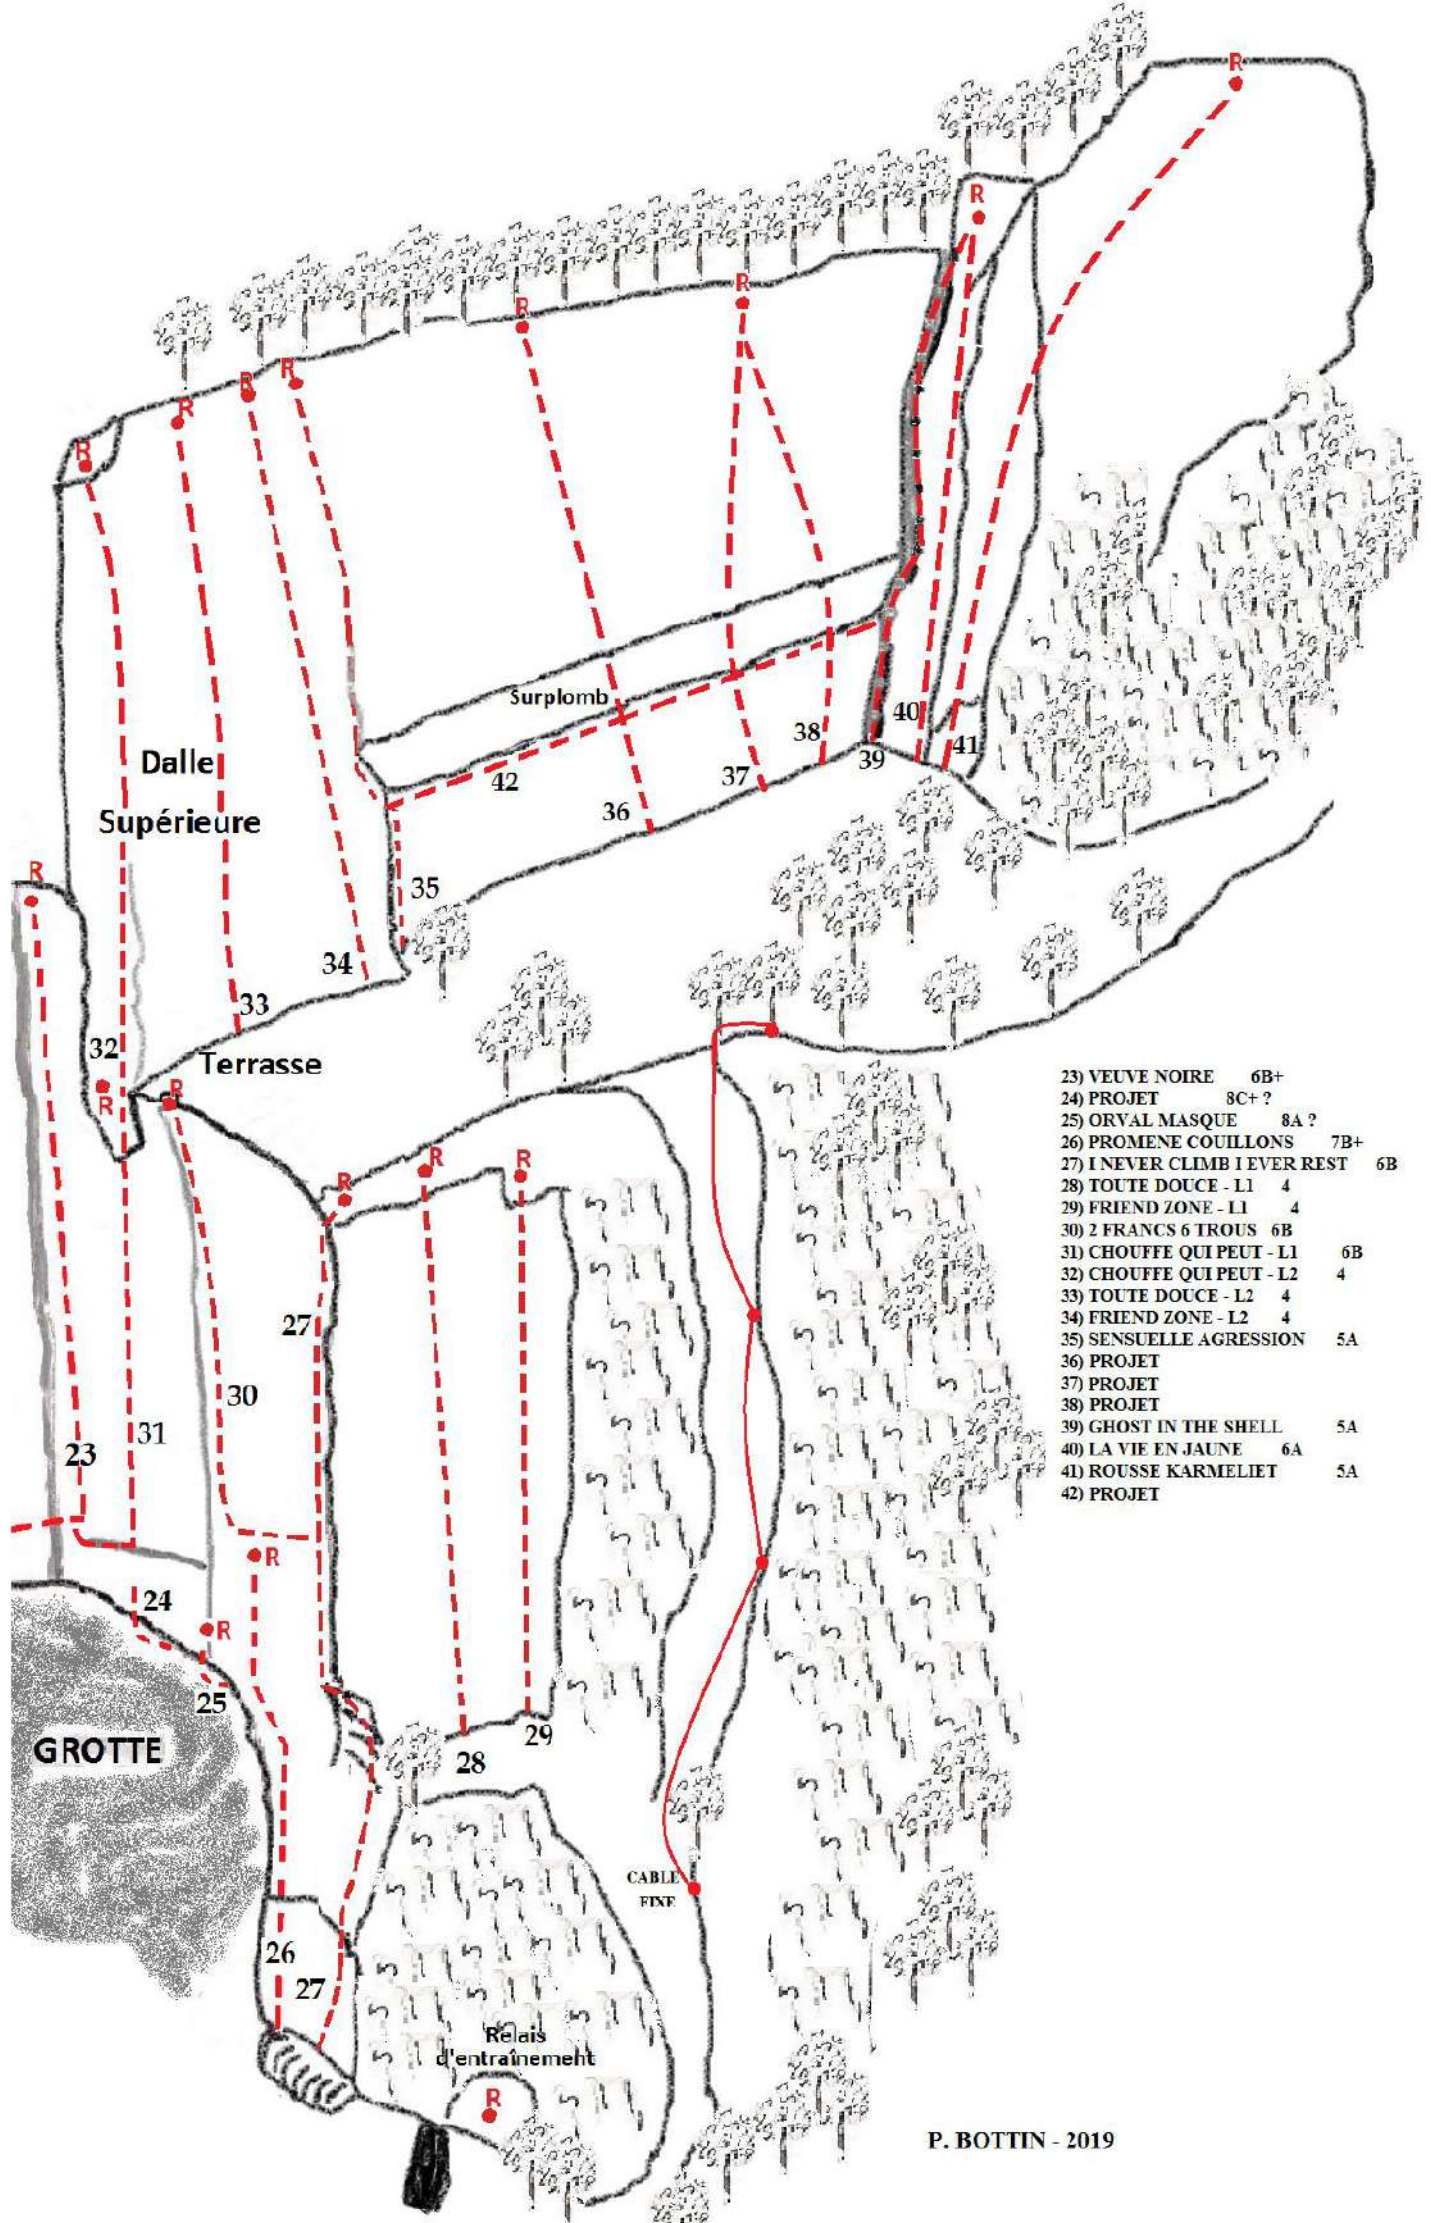 R
R
R
R
R
R
R
R
Surplomb
Dalle
Supérieure
40
38
39
41
37
42
36
R
35
34
33
32
Terrasse
R
R
R
R
R
27
30
31
23
R
24
R
25
GROTTE
29
28
CABLE
FIXE
26
27
Relais
d'entraînement
R
23) VEUVE NOIRE 6B+
24) PROJET 8C+ ?
25) ORVAL MASQUE 8A ?
26) PROMENE COUILLONS 7B+
27) I NEVER CLIMB I EVER REST 6B
28) TOUTE DOUCE - L1 4
29) FRIEND ZONE - L1 4
30) 2 FRANCS 6 TROUS 6B
31) CHOUFFE QUI PEUT - L1 6B
32) CHOUFFE QUI PEUT - L2 4
33) TOUTE DOUCE - L2 4
34) FRIEND ZONE - L2 4
35) SENSUELLE AGRESSION 5A
36) PROJET
37) PROJET
38) PROJET
39) GHOST IN THE SHELL 5A
40) LA VIE EN JAUNE 6A
41) ROUSSE KARMELIET 5A
42) PROJET
P. BOTTIN - 2019